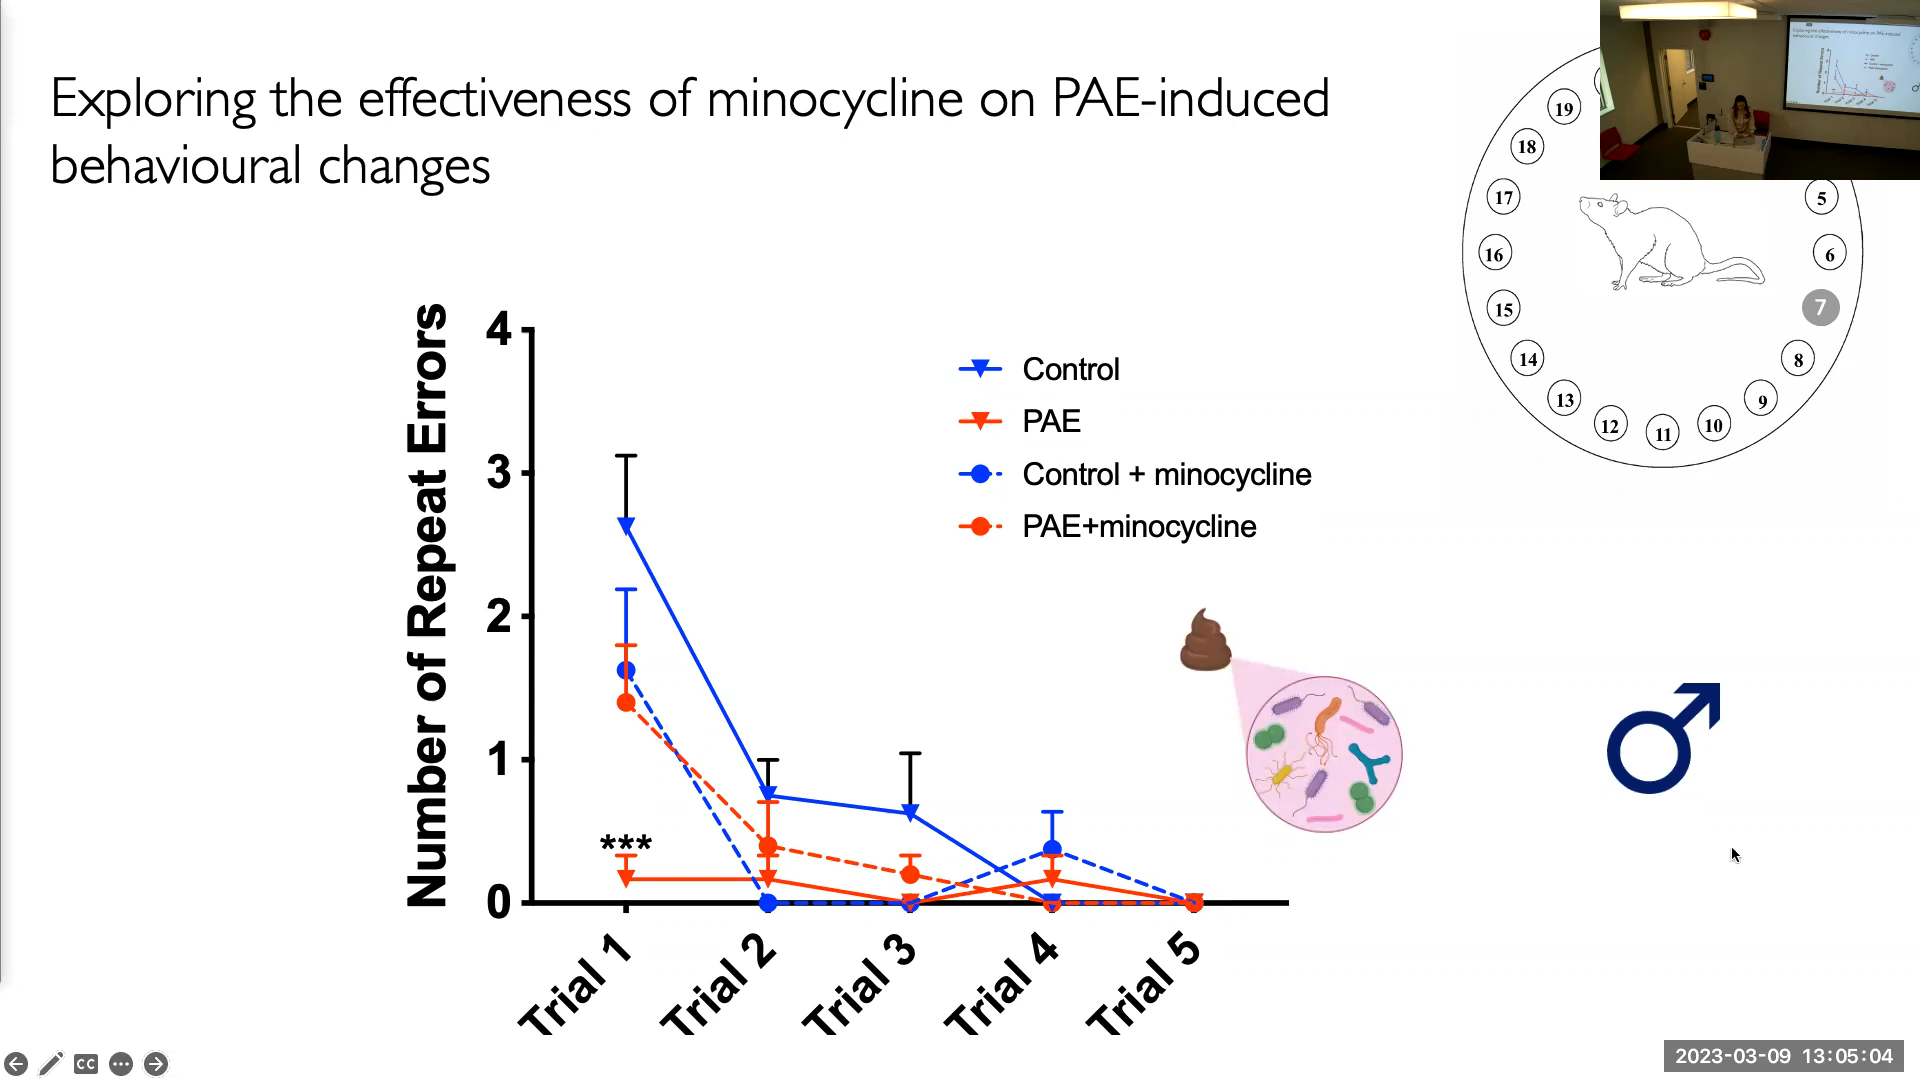 Exploring the effectiveness of minocycline on PAE-induced
behavioural changes
19
18
17
16
15
14
13
12
11
10
9
8
7
6
5
Number of Repeat Errors
4
3
2
1
0
Control
PAE
Control + minocycline
PAE+minocycline
***
Trial 1
Trial 2
Trial 3
Trial 4
Trial 5
CC
2023-03-09 13:05:04